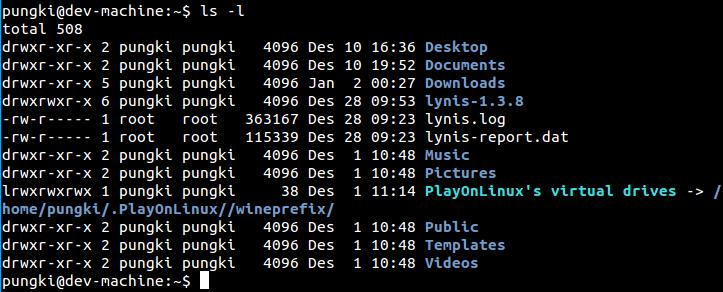 pungki@dev-machine:~$ ls -l
total 508
drwxr-xr-x 2 pungki pungki   4096 Des 10 16:36 Desktop
drwxr-xr-x 2 pungki pungki   4096 Des 10 19:52 Documents
drwxr-xr-x 5 pungki pungki   4096 Jan  2 00:27 Downloads
drwxrwxr-x 6 pungki pungki   4096 Des 28 09:53 lynis-1.3.8
-rw-r----- 1 root   root   363167 Des 28 09:23 lynis.log
-rw-r----- 1 root   root   115339 Des 28 09:23 lynis-report.dat
drwxr-xr-x 2 pungki pungki   4096 Des  1 10:48 Music
drwxr-xr-x 2 pungki pungki   4096 Des  1 10:48 Pictures
lrwxrwxrwx 1 pungki pungki     38 Des  1 11:14 PlayOnLinux's virtual drives -> /
home/pungki/.PlayOnLinux//wineprefix/
drwxr-xr-x 2 pungki pungki   4096 Des  1 10:48 Public
drwxr-xr-x 2 pungki pungki   4096 Des  1 10:48 Templates
drwxr-xr-x 2 pungki pungki   4096 Des  1 10:48 Videos
pungki@dev-machine:~$